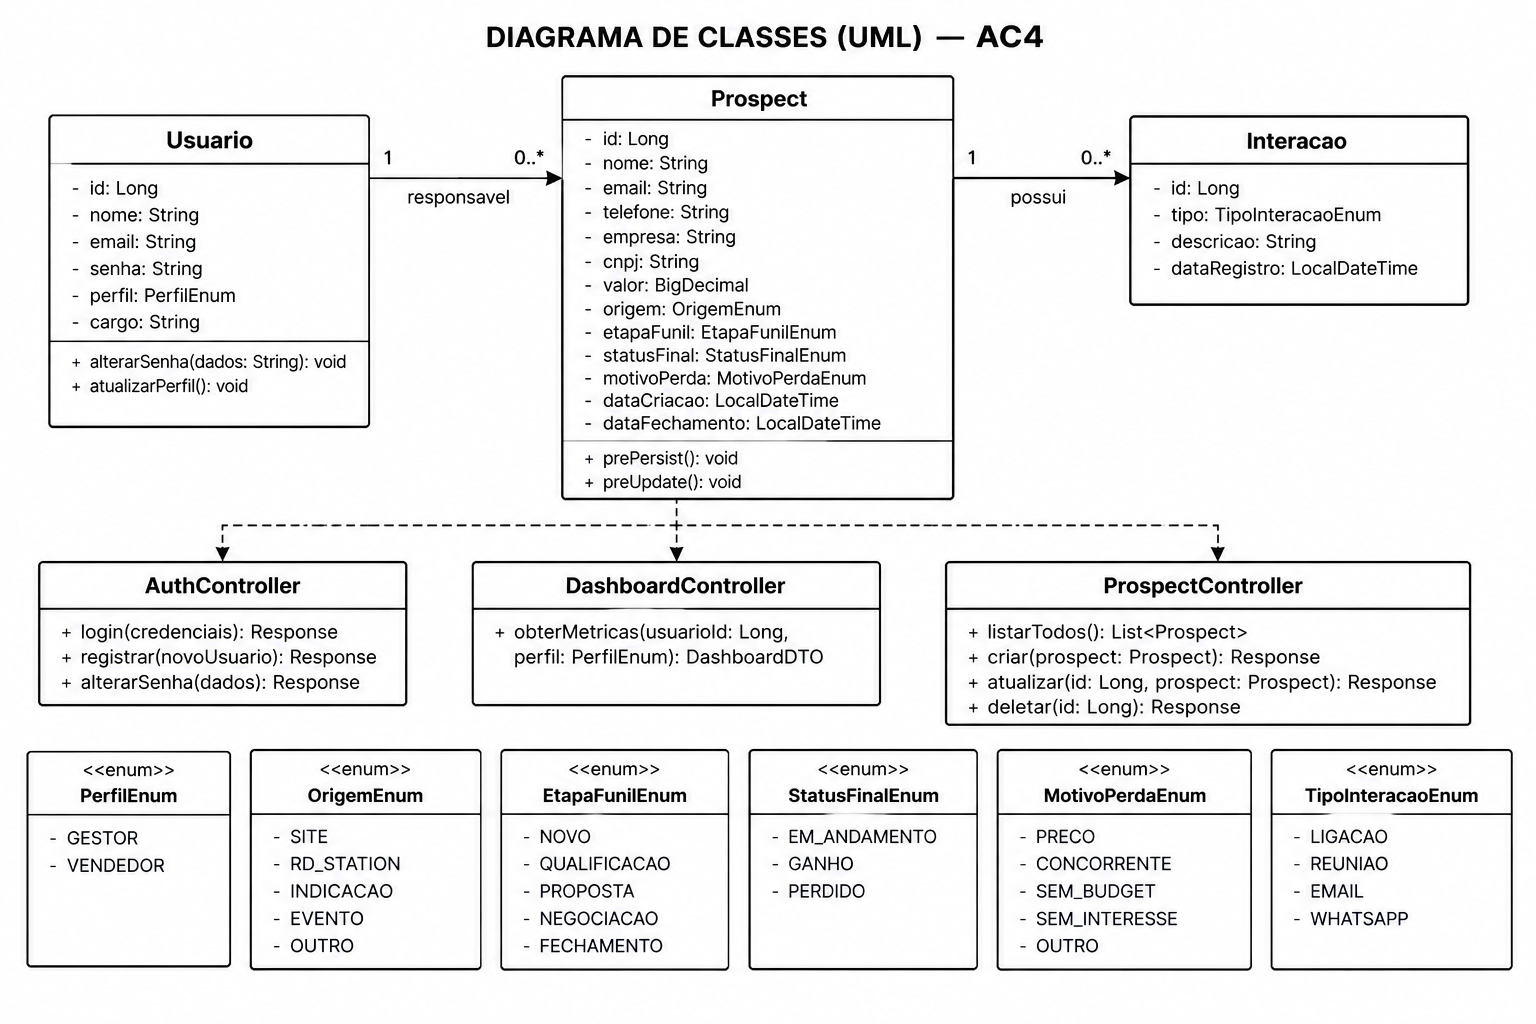 DIAGRAMA DE CLASSES (UML) — AC4
Usuario
- id: Long
- nome: String
- email: String
- senha: String
- perfil: PerfilEnum
- cargo: String
+ alterarSenha(dados: String): void
+ atualizarPerfil(): void
1
0..*
responsavel
Prospect
- id: Long
- nome: String
- email: String
- telefone: String
- empresa: String
- cnpj: String
- valor: BigDecimal
- origem: OrigemEnum
- etapaFunil: EtapaFunilEnum
- statusFinal: StatusFinalEnum
- motivoPerda: MotivoPerdaEnum
- dataCriacao: LocalDateTime
- dataFechamento: LocalDateTime
+ prePersist(): void
+ preUpdate(): void
1
0..*
possui
Interacao
- id: Long
- tipo: TipoInteracaoEnum
- descricao: String
- dataRegistro: LocalDateTime
AuthController
+ login(credenciais): Response
+ registrar(novoUsuario): Response
+ alterarSenha(dados): Response
DashboardController
+ obterMetricas(usuarioId: Long,
perfil: PerfilEnum): DashboardDTO
ProspectController
+ listarTodos(): List<Prospect>
+ criar(prospect: Prospect): Response
+ atualizar(id: Long, prospect: Prospect): Response
+ deletar(id: Long): Response
<<enum>>
PerfilEnum
- GESTOR
- VENDEDOR
<<enum>>
OrigemEnum
- SITE
- RD_STATION
- INDICACAO
- EVENTO
- OUTRO
<<enum>>
EtapaFunilEnum
- NOVO
- QUALIFICACAO
- PROPOSTA
- NEGOCIACAO
- FECHAMENTO
<<enum>>
StatusFinalEnum
- EM_ANDAMENTO
- GANHO
- PERDIDO
<<enum>>
MotivoPerdaEnum
- PRECO
- CONCORRENTE
- SEM_BUDGET
- SEM_INTERESSE
- OUTRO
<<enum>>
TipoInteracaoEnum
- LIGACAO
- REUNIAO
- EMAIL
- WHATSAPP